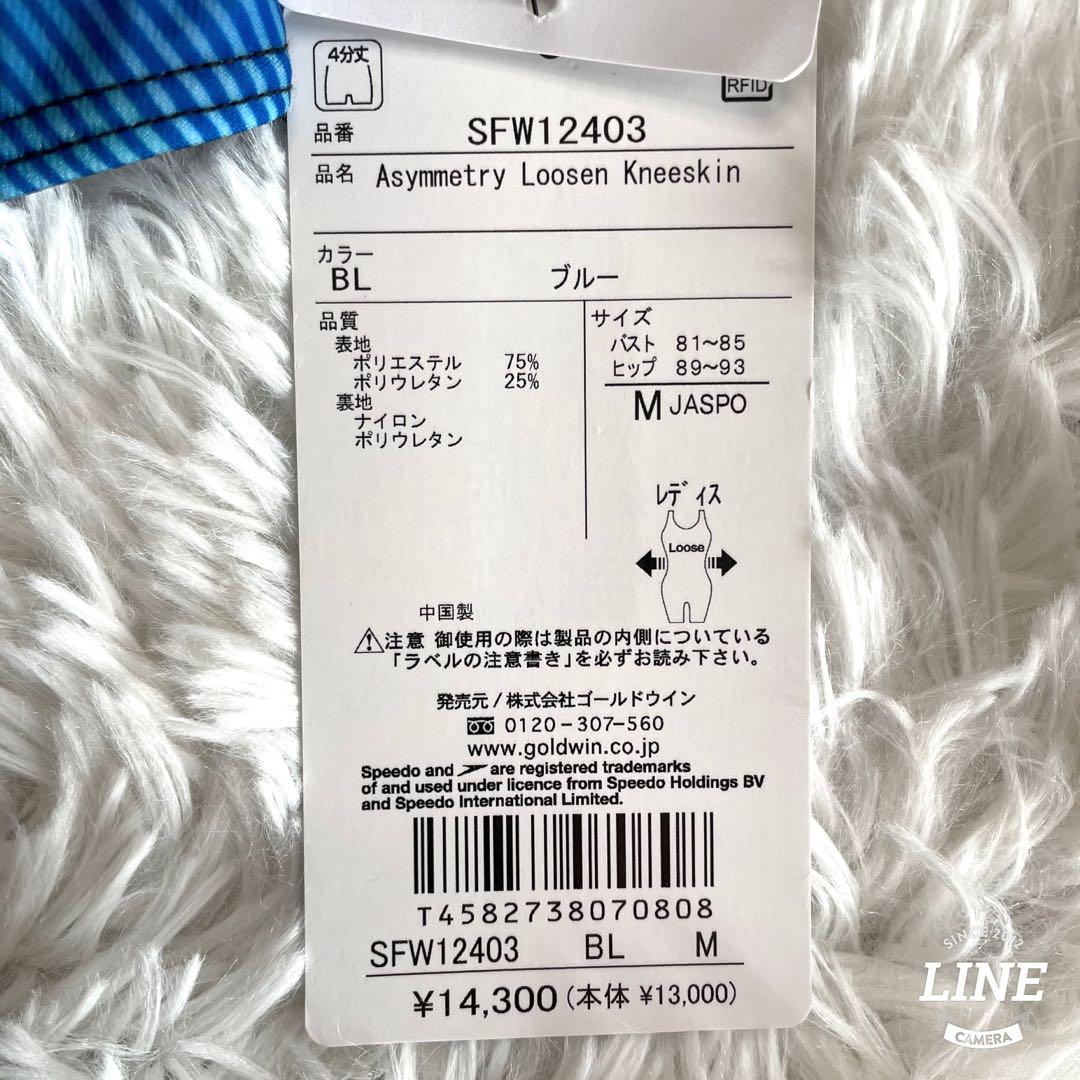 4分丈
RFID
品番 SFW12403
品名 Asymmetry Loosen Kneeskin
カラー
BL ブルー
品質
表地
ポリエステル 75%
ポリウレタン 25%
裏地
ナイロン
ポリウレタン
サイズ
バスト 81~85
ヒップ 89~93
M JASPO
レディス
Loose
中国製
注意 御使用の際は製品の内側についている
「ラベルの注意書き」を必ずお読み下さい。
発売元/株式会社ゴールドウイン
0120-307-560
www.goldwin.co.jp
Speedo and are registered trademarks
of and used under licence from Speedo Holdings BV
and Speedo International Limited.
T4582738070808
SFW12403 BL M
¥14,300(本体 ¥13,000)
SINCE 2012
LINE
CAMERA